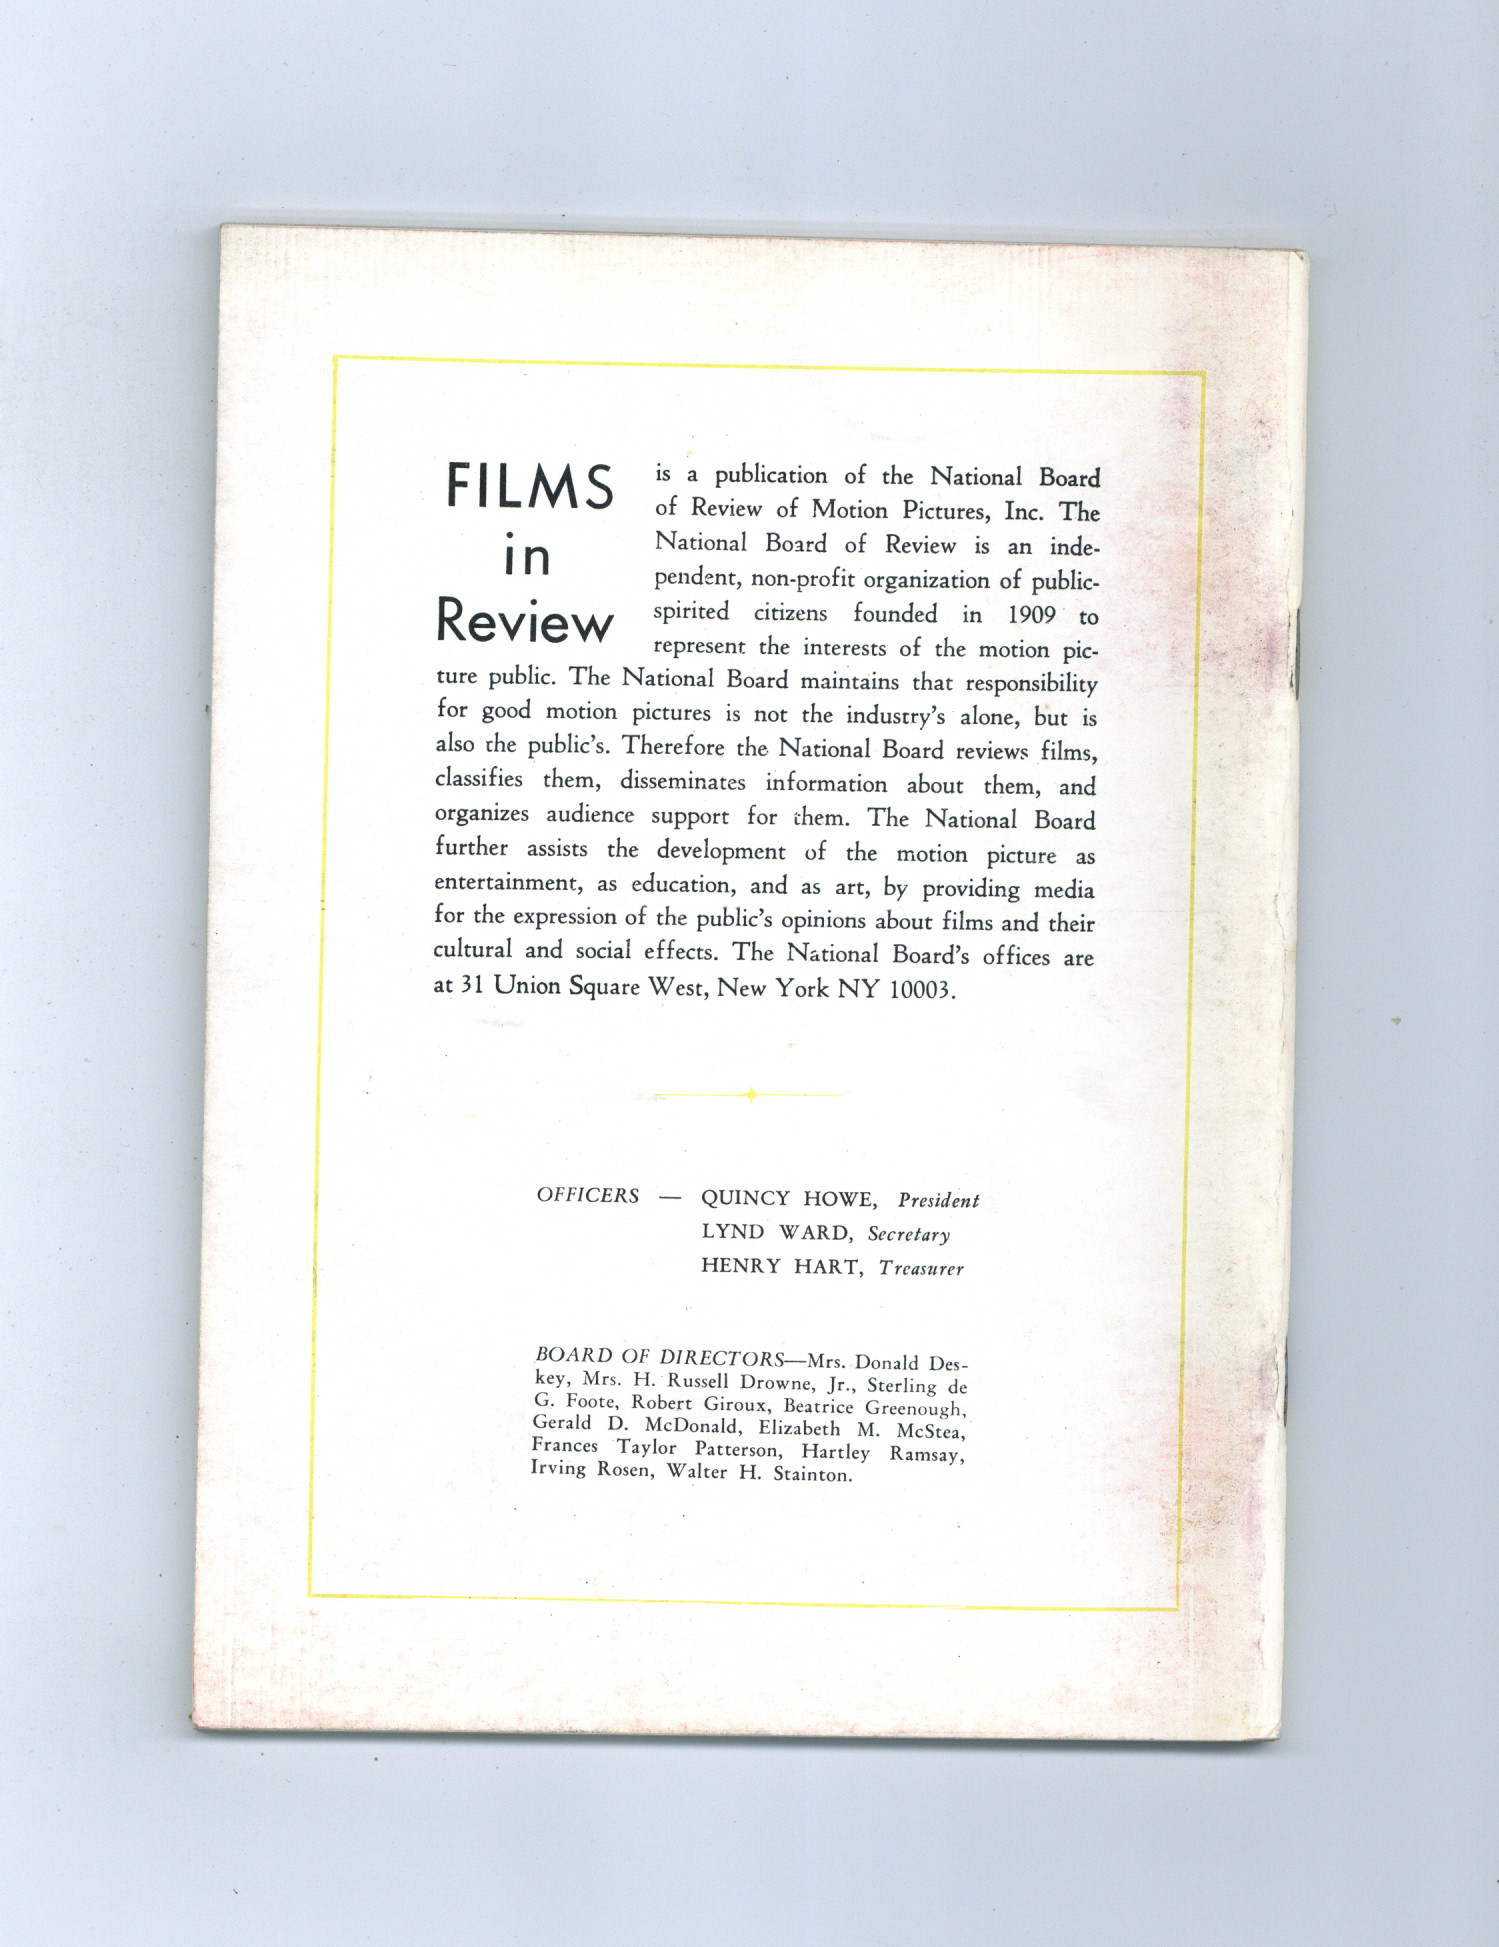 FILMS
in
Review
is a publication of the National Board
of Review of Motion Pictures, Inc. The
National Board of Review is an inde-
pendent, non-profit organization of public-
spirited citizens founded in 1909 to
represent the interests of the motion pic-
ture public. The National Board maintains that responsibility
for good motion pictures is not the industry's alone, but is
also the public's. Therefore the National Board reviews films,
classifies them, disseminates information about them, and
organizes audience support for them. The National Board
further assists the development of the motion picture as
entertainment, as education, and as art, by providing media
for the expression of the public's opinions about films and their
cultural and social effects. The National Board's offices are
at 31 Union Square West, New York NY 10003.
OFFICERS — QUINCY HOWE, President
LYND WARD, Secretary
HENRY HART, Treasurer
BOARD OF DIRECTORS—Mrs. Donald Des-
key, Mrs. H. Russell Drowne, Jr., Sterling de
G. Foote, Robert Giroux, Beatrice Greenough,
Gerald D. McDonald, Elizabeth M. McStea,
Frances Taylor Patterson, Hartley Ramsay,
Irving Rosen, Walter H. Stainton.